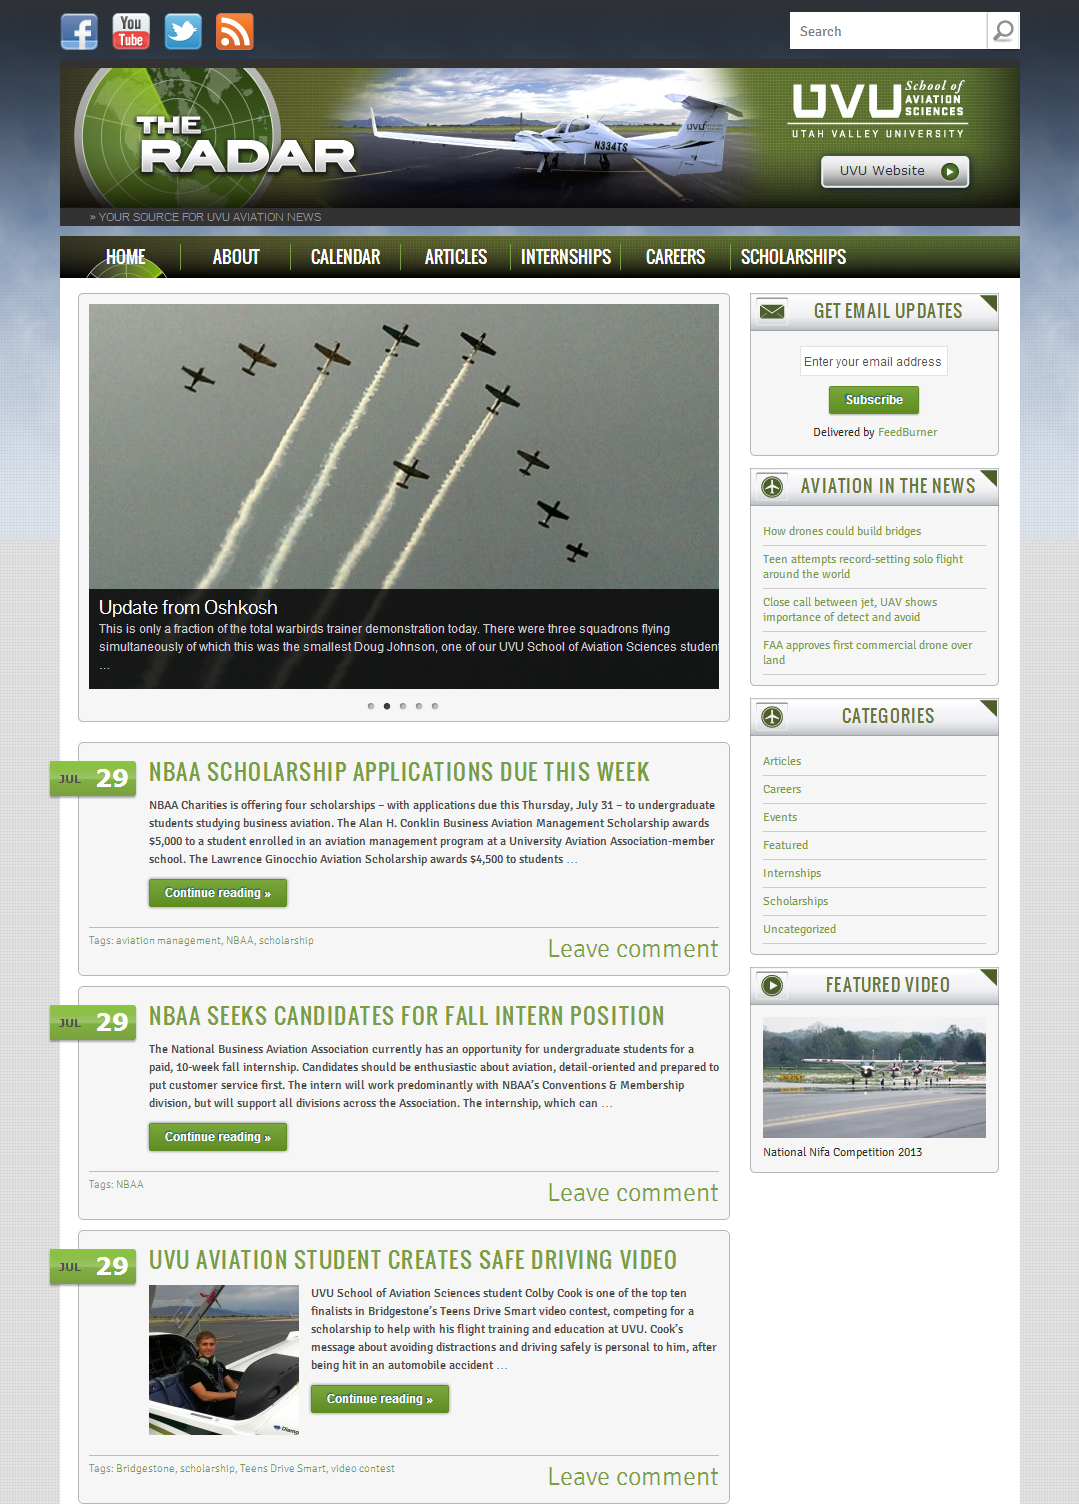 You
Tube
Search
THE
RADAR
N334TS
UVU
UVU
School of
AVIATION
SCIENCES
UTAH VALLEY UNIVERSITY
UVU Website
» YOUR SOURCE FOR UVU AVIATION NEWS
HOME ABOUT CALENDAR ARTICLES INTERNSHIPS CAREERS SCHOLARSHIPS
Update from Oshkosh
This is only a fraction of the total warbirds trainer demonstration today. There were three squadrons flying
simultaneously of which this was the smallest Doug Johnson, one of our UVU School of Aviation Sciences student
...
JUL 29
NBAA SCHOLARSHIP APPLICATIONS DUE THIS WEEK
NBAA Charities is offering four scholarships – with applications due this Thursday, July 31 – to undergraduate
students studying business aviation. The Alan H. Conklin Business Aviation Management Scholarship awards
$5,000 to a student enrolled in an aviation management program at a University Aviation Association-member
school. The Lawrence Ginocchio Aviation Scholarship awards $4,500 to students ...
Continue reading »
Tags: aviation management, NBAA, scholarship
Leave comment
JUL 29
NBAA SEEKS CANDIDATES FOR FALL INTERN POSITION
The National Business Aviation Association currently has an opportunity for undergraduate students for a
paid, 10-week fall internship. Candidates should be enthusiastic about aviation, detail-oriented and prepared to
put customer service first. The intern will work predominantly with NBAA's Conventions & Membership
division, but will support all divisions across the Association. The internship, which can ...
Continue reading »
Tags: NBAA
Leave comment
JUL 29
UVU AVIATION STUDENT CREATES SAFE DRIVING VIDEO
UVU School of Aviation Sciences student Colby Cook is one of the top ten
finalists in Bridgestone's Teens Drive Smart video contest, competing for a
scholarship to help with his flight training and education at UVU. Cook's
message about avoiding distractions and driving safely is personal to him, after
being hit in an automobile accident ...
Continue reading »
Tags: Bridgestone, scholarship, Teens Drive Smart, video contest
Leave comment
GET EMAIL UPDATES
Enter your email address
Subscribe
Delivered by FeedBurner
AVIATION IN THE NEWS
How drones could build bridges
Teen attempts record-setting solo flight
around the world
Close call between jet, UAV shows
importance of detect and avoid
FAA approves first commercial drone over
land
CATEGORIES
Articles
Careers
Events
Featured
Internships
Scholarships
Uncategorized
FEATURED VIDEO
National Nifa Competition 2013